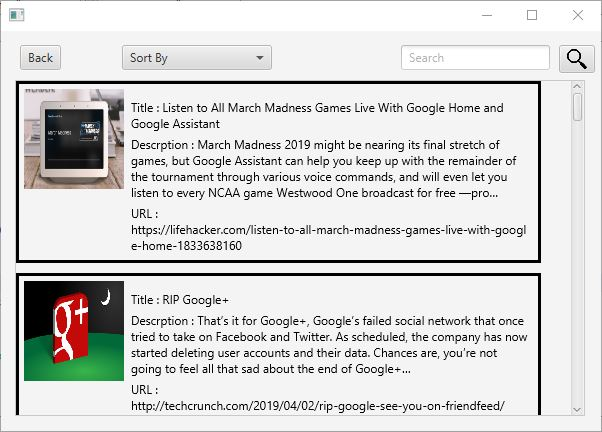 Back
Sort By
Search
Title : Listen to All March Madness Games Live With Google Home and
Google Assistant
Descrption : March Madness 2019 might be nearing its final stretch of
games, but Google Assistant can help you keep up with the remainder of
the tournament through various voice commands, and will even let you
listen to every NCAA game Westwood One broadcast for free —pro...
URL :
https://lifehacker.com/listen-to-all-march-madness-games-live-with-googl
e-home-1833638160
g+
Title : RIP Google+
Descrption : That's it for Google+, Google's failed social network that once
tried to take on Facebook and Twitter. As scheduled, the company has now
started deleting user accounts and their data. Chances are, you're not
going to feel all that sad about the end of Google+...
URL :
http://techcrunch.com/2019/04/02/rip-google-see-you-on-friendfeed/